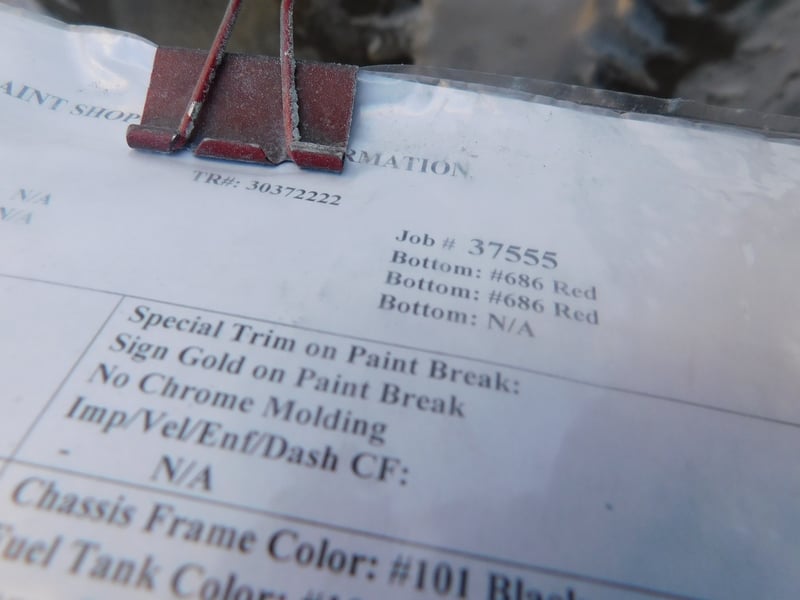 AINT SHOP RMATION
TR#: 30372222
N/A
N/A
Job # 37555
Bottom: #686 Red
Bottom: #686 Red
Bottom: N/A
Special Trim on Paint Break:
Sign Gold on Paint Break
No Chrome Molding
Imp/Vel/Enf/Dash CF:
- N/A
Chassis Frame Color: #101 Black
Fuel Tank Color: